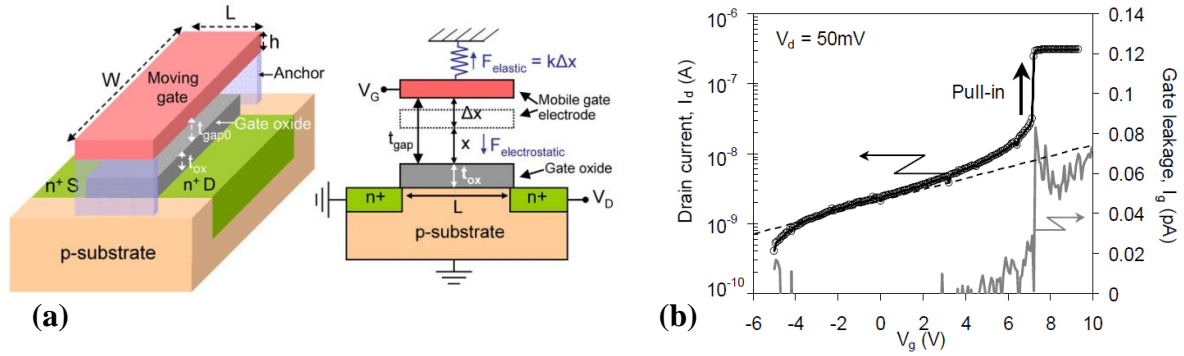 L
h
W
Moving gate
Anchor
t_gap0
Gate oxide
t_ox
n+ S
n+ D
p-substrate
F_elastic = kΔx
V_G
Mobile gate electrode
Δx
t_gap
x
F_electrostatic
Gate oxide
t_ox
n+
L
n+
V_D
p-substrate
(a)
Drain current, I_d (A)
10^-6
10^-7
10^-8
10^-9
10^-10
V_d = 50mV
Pull-in
-6 -4 -2 0 2 4 6 8 10
V_g (V)
0.14
0.12
0.1
0.08
0.06
0.04
0.02
0
Gate leakage, I_g (pA)
(b)